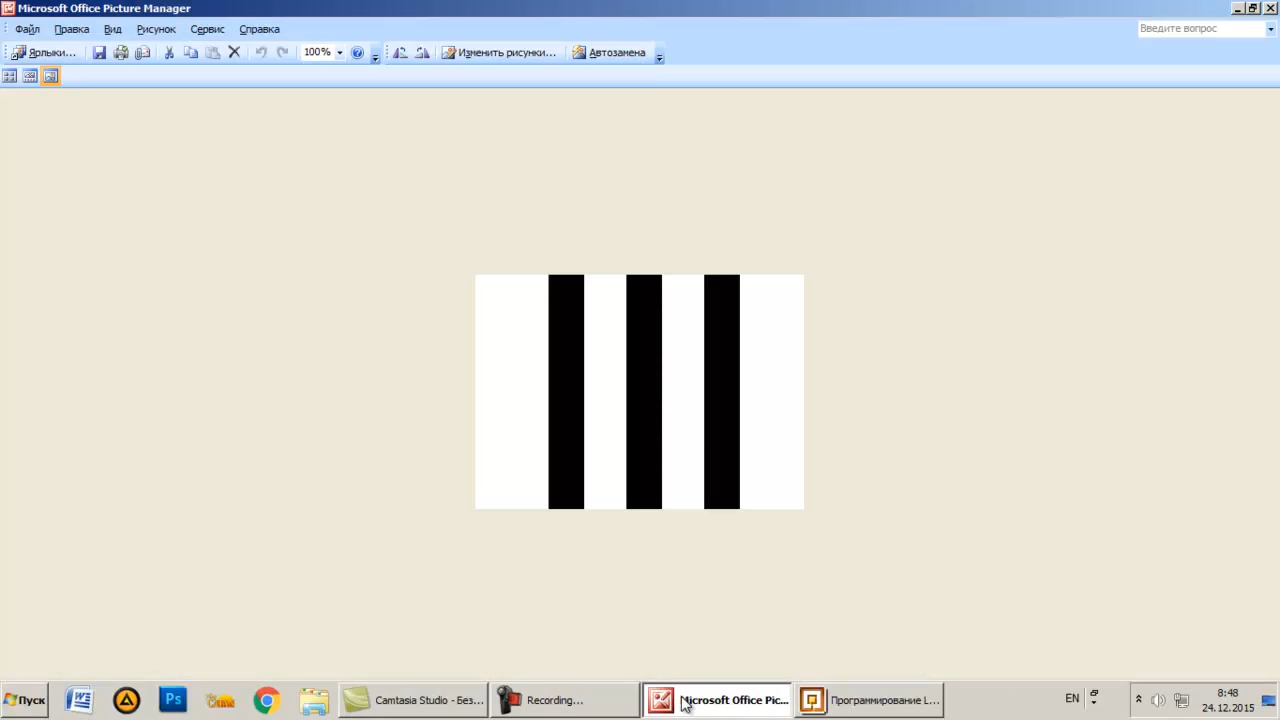 Microsoft Office Picture Manager
Файл Правка Вид Рисунок Сервис Справка Введите вопрос
Ярлыки... 100% Изменить рисунки... Автозамена
Пуск Ps Camtasia Studio - Без... Recording... Microsoft Office Pic... Программирование L... EN 8:48
24.12.2015